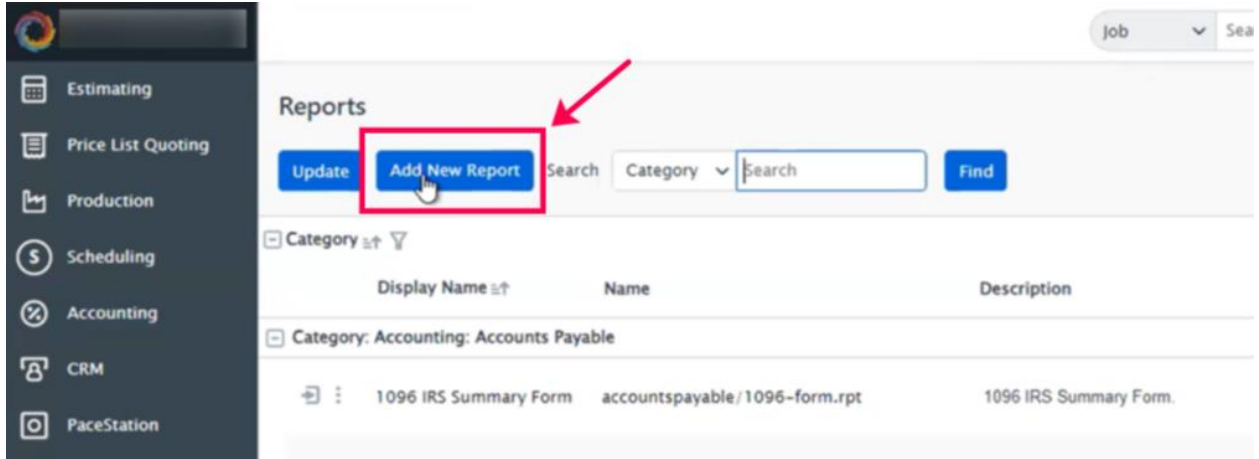 Job
Sea
Estimating
Price List Quoting
Production
Scheduling
Accounting
CRM
PaceStation
Reports
Update Add New Report Search Category Search Find
Category
Display Name Name Description
Category: Accounting: Accounts Payable
1096 IRS Summary Form accountspayable/1096-form.rpt 1096 IRS Summary Form.